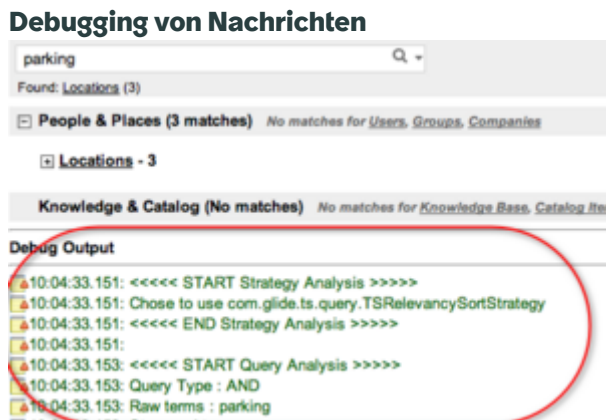 Debugging von Nachrichten
parking
Found: Locations (3)
People & Places (3 matches) No matches for Users, Groups, Companies
Locations - 3
Knowledge & Catalog (No matches) No matches for Knowledge Base, Catalog Ite
Debug Output
10:04:33.151: <<<<< START Strategy Analysis >>>>>
10:04:33.151: Chose to use com.glide.ts.query.TSRelevancySortStrategy
10:04:33.151: <<<<< END Strategy Analysis >>>>>
10:04:33.151:
10:04:33.153: <<<<< START Query Analysis >>>>>
10:04:33.153: Query Type : AND
10:04:33.153: Raw terms : parking